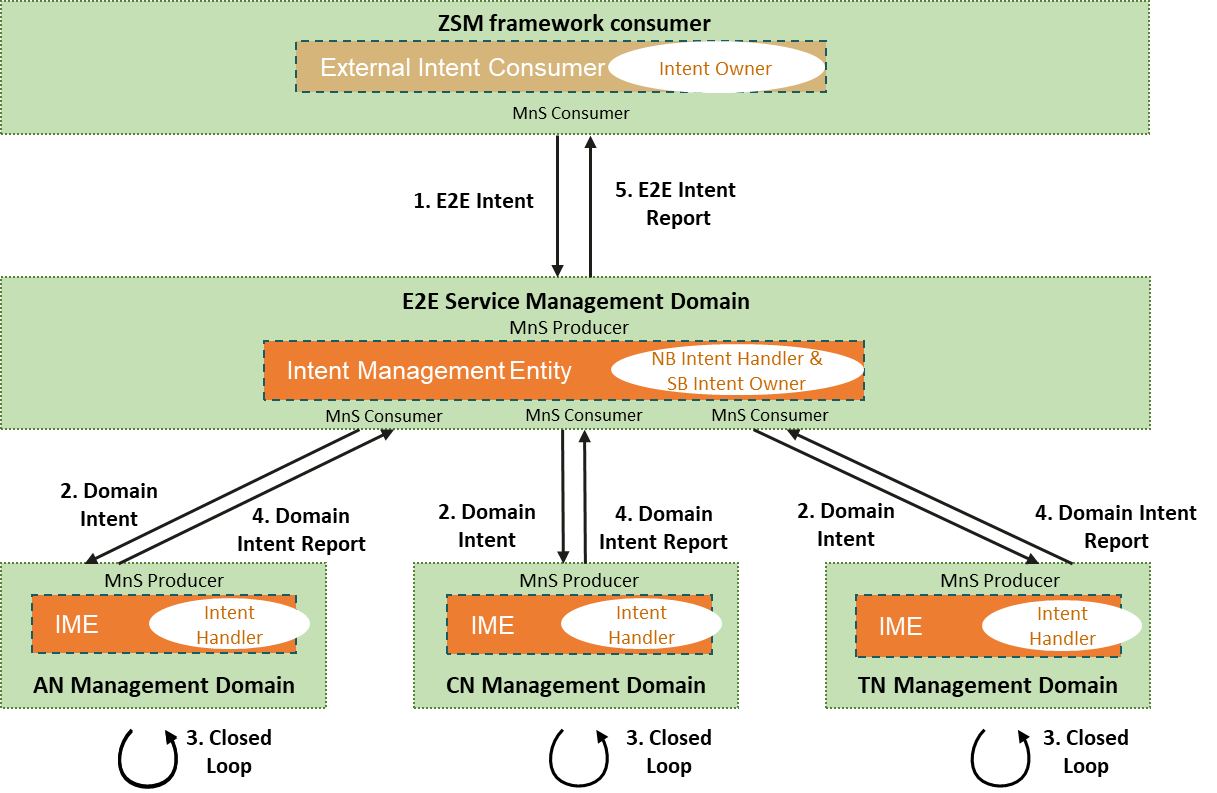 ZSM framework consumer
External Intent Consumer
Intent Owner
MnS Consumer
1. E2E Intent
5. E2E Intent
Report
E2E Service Management Domain
MnS Producer
Intent Management Entity
NB Intent Handler &
SB Intent Owner
MnS Consumer
MnS Consumer
MnS Consumer
2. Domain
Intent
4. Domain
Intent Report
2. Domain
Intent
4. Domain
Intent Report
2. Domain
Intent
4. Domain Intent
Report
MnS Producer
IME
Intent
Handler
AN Management Domain
MnS Producer
IME
Intent
Handler
CN Management Domain
MnS Producer
IME
Intent
Handler
TN Management Domain
3. Closed
Loop
3. Closed
Loop
3. Closed
Loop